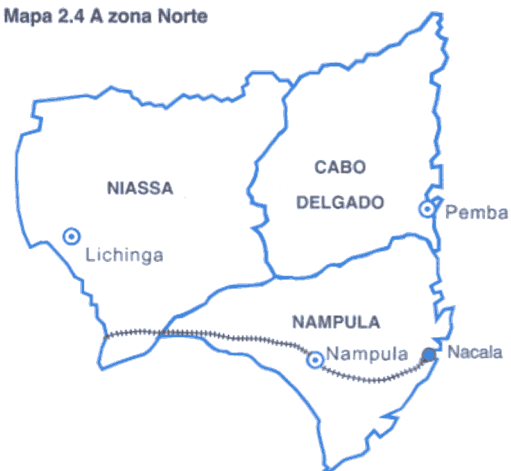 Mapa 2.4 A zona Norte
NIASSA
CABO
DELGADO
Pemba
Lichinga
NAMPULA
Nampula
Nacala